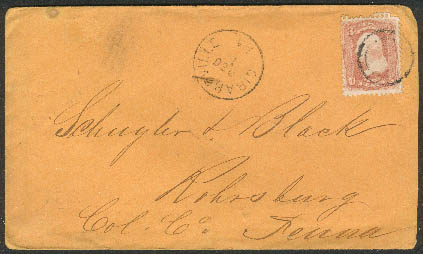 Schuyler & Black
Rohrsburg
Col. Co. Penna